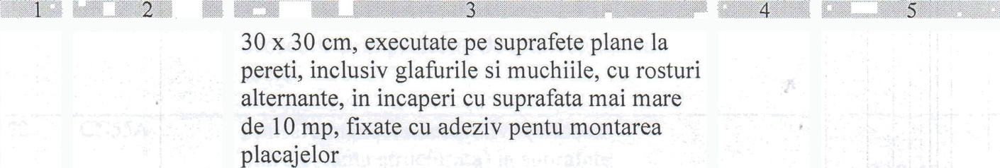 1 2 3 4 5
30 x 30 cm, executate pe suprafete plane la
pereti, inclusiv glafurile si muchiile, cu rosturi
alternante, in incaperi cu suprafata mai mare
de 10 mp, fixate cu adeziv pentu montarea
placajelor